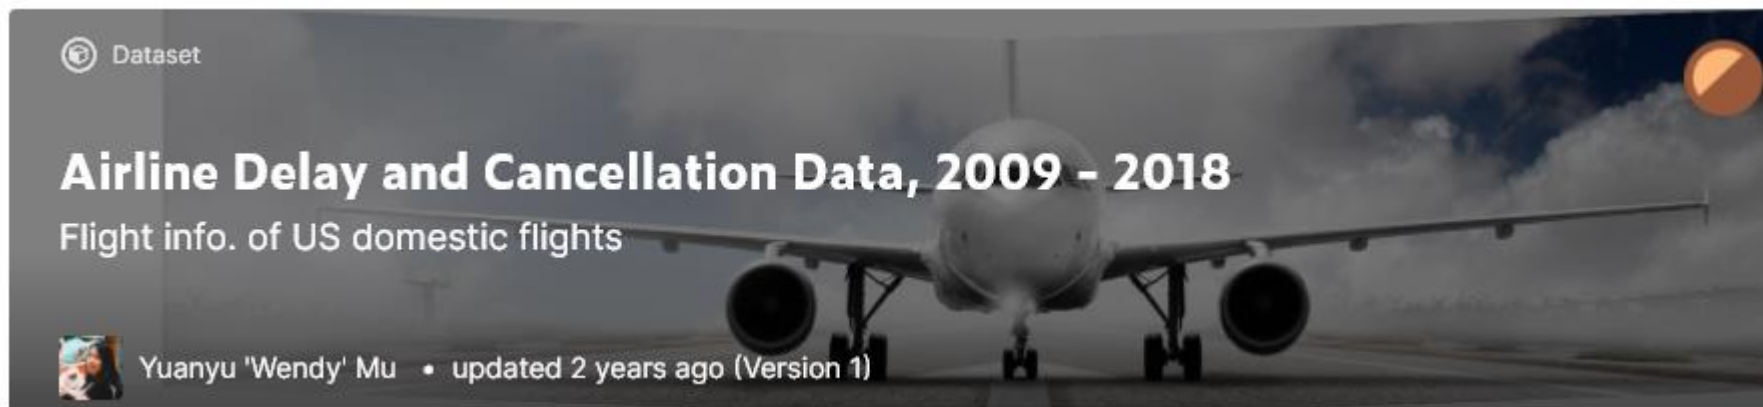 Dataset
Airline Delay and Cancellation Data, 2009 - 2018
Flight info. of US domestic flights
Yuanyu 'Wendy' Mu • updated 2 years ago (Version 1)